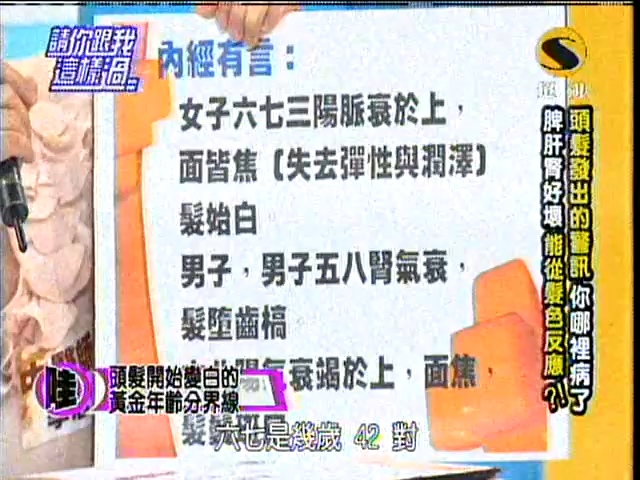 請你跟我
這樣過
內經有言：
女子六七三陽脈衰於上，
面皆焦〔失去彈性與潤澤〕
髮始白
男子，男子五八腎氣衰，
髮墮齒槁
氣衰竭於上，面焦，
髮
頭髮發出的警訊 你哪裡病了
脾肝腎好壞 能從髮色反應?!
哇
頭髮開始變白的
黃金年齡分界線
六七是幾歲 42 對